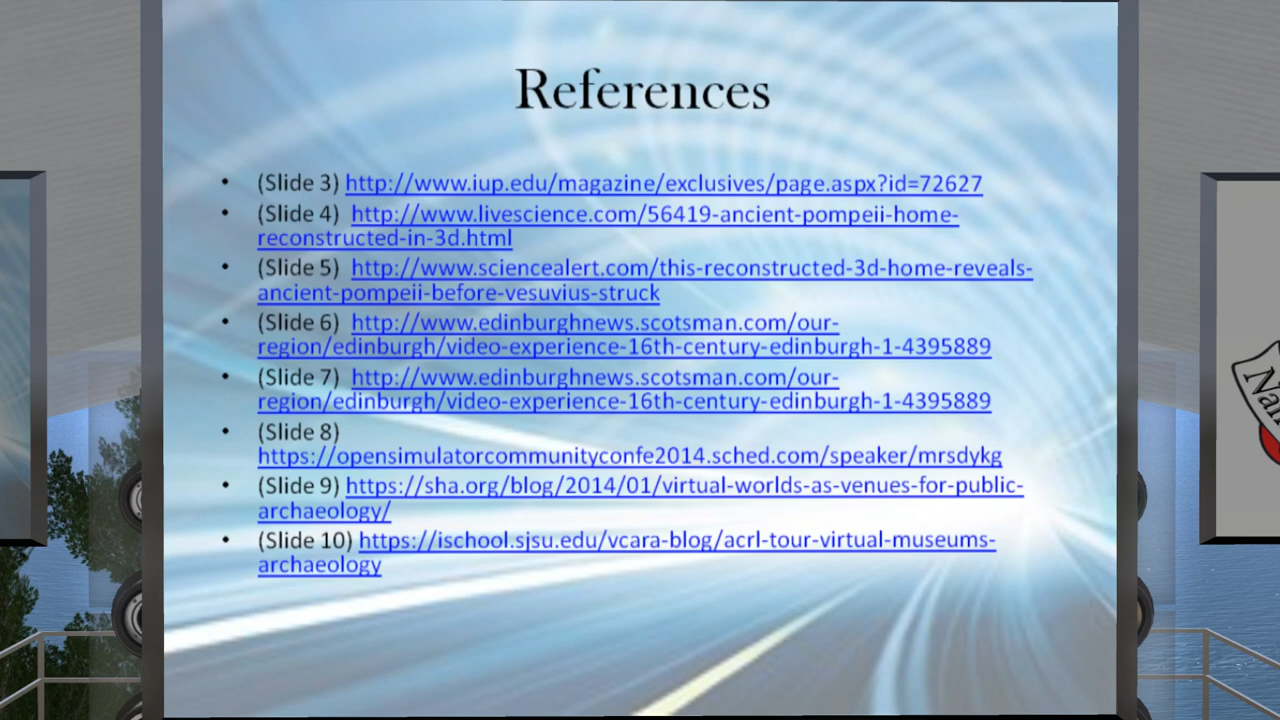 References
• (Slide 3) http://www.iup.edu/magazine/exclusives/page.aspx?id=72627
• (Slide 4) http://www.livescience.com/56419-ancient-pompeii-home-
reconstructed-in-3d.html
• (Slide 5) http://www.sciencealert.com/this-reconstructed-3d-home-reveals-
ancient-pompeii-before-vesuvius-struck
• (Slide 6) http://www.edinburghnews.scotsman.com/our-
region/edinburgh/video-experience-16th-century-edinburgh-1-4395889
• (Slide 7) http://www.edinburghnews.scotsman.com/our-
region/edinburgh/video-experience-16th-century-edinburgh-1-4395889
• (Slide 8)
https://opensimulatorcommunityconfe2014.sched.com/speaker/mrsdykg
• (Slide 9) https://sha.org/blog/2014/01/virtual-worlds-as-venues-for-public-
archaeology/
• (Slide 10) https://ischool.sjsu.edu/vcara-blog/acrl-tour-virtual-museums-
archaeology